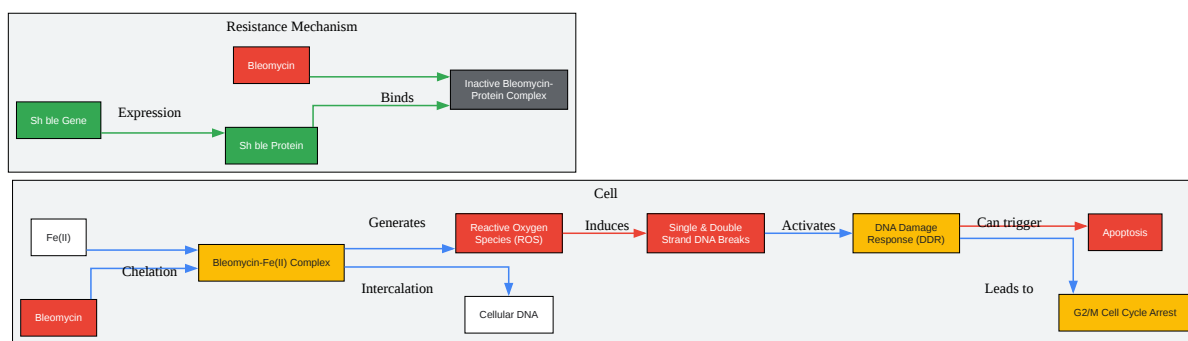 Resistance Mechanism
Bleomycin
Inactive Bleomycin-
Protein Complex
Binds
Expression
Sh ble Gene
Sh ble Protein
Cell
Fe(II)
Generates
Reactive Oxygen
Species (ROS)
Induces
Single & Double
Strand DNA Breaks
Activates
DNA Damage
Response (DDR)
Can trigger
Apoptosis
Chelation
Bleomycin-Fe(II) Complex
Intercalation
Leads to
Bleomycin
Cellular DNA
G2/M Cell Cycle Arrest